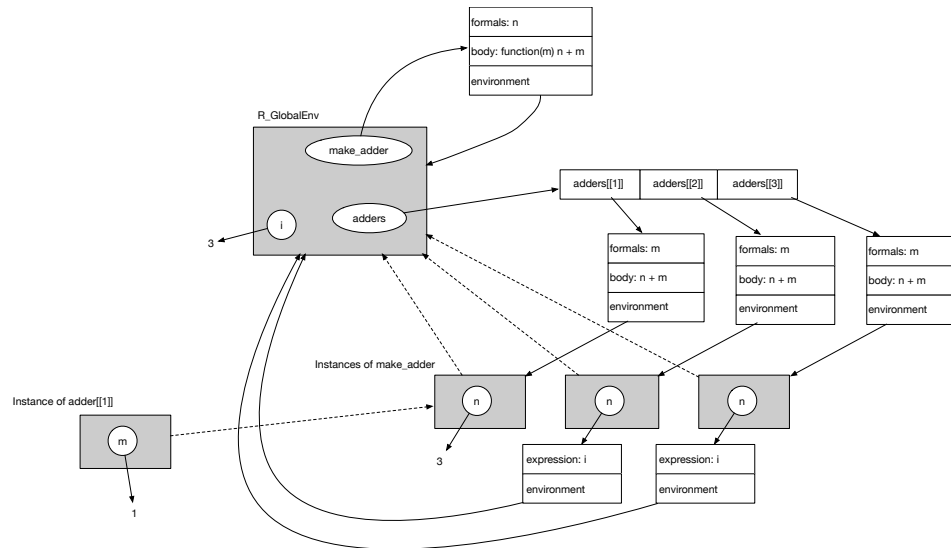 formals: n
body: function(m) n + m
environment
R_GlobalEnv
make_adder
adders[[1]]
adders[[2]]
adders[[3]]
adders
i
3
formals: m
body: n + m
environment
formals: m
body: n + m
environment
formals: m
body: n + m
environment
Instances of make_adder
n
n
n
Instance of adder[[1]]
m
3
expression: i
environment
expression: i
environment
1